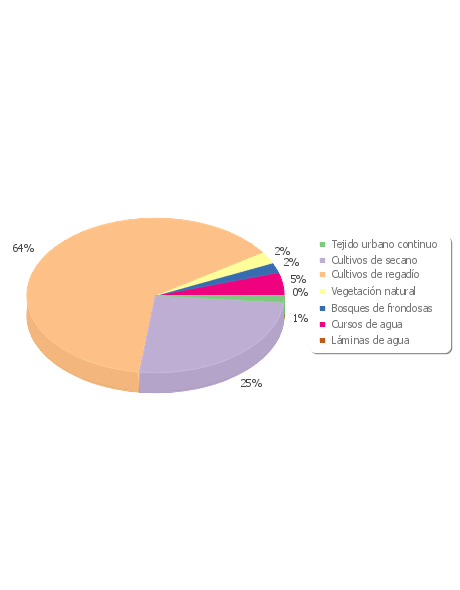 64%
2%
2%
5%
0%
1%
25%
Tejido urbano continuo
Cultivos de secano
Cultivos de regadío
Vegetación natural
Bosques de frondosas
Cursos de agua
Láminas de agua